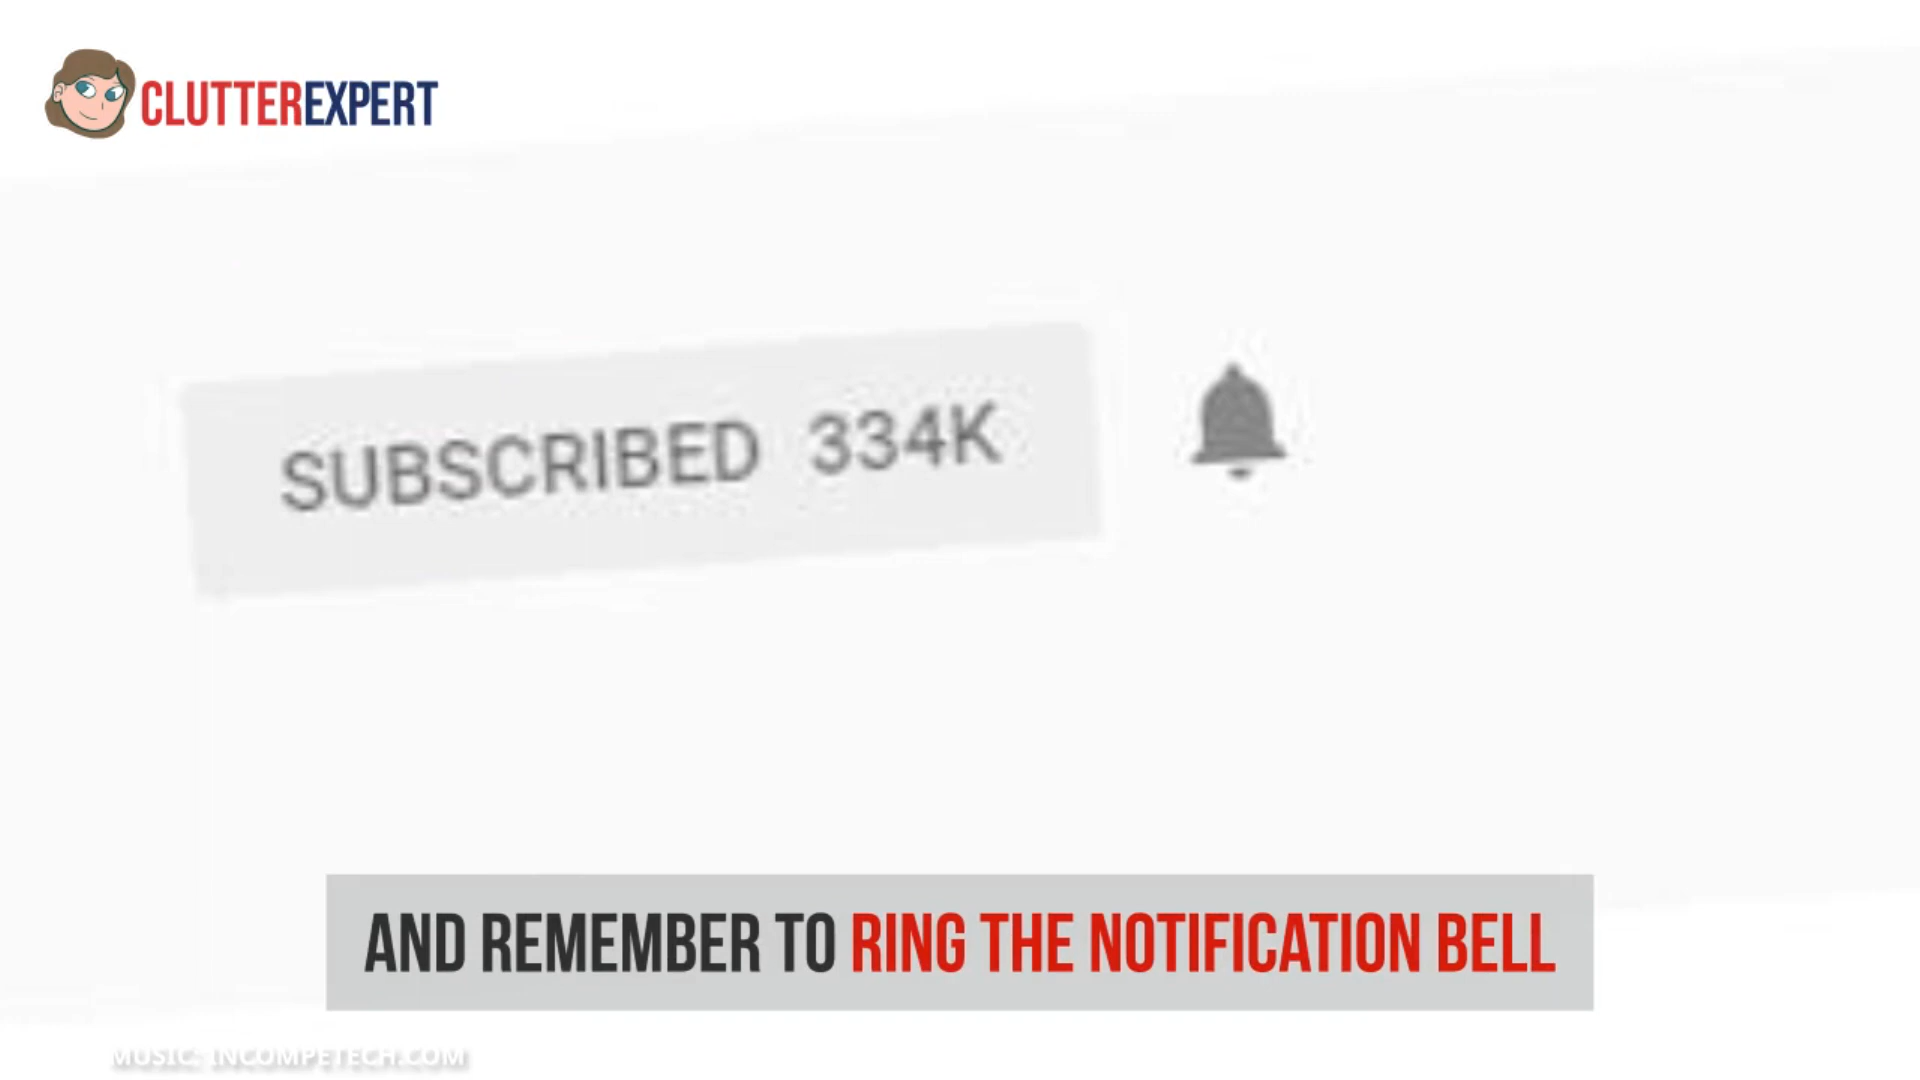 CLUTTEREXPERT
SUBSCRIBED 334K
AND REMEMBER TO RING THE NOTIFICATION BELL
MUSIC: INCOMPETECH.COM